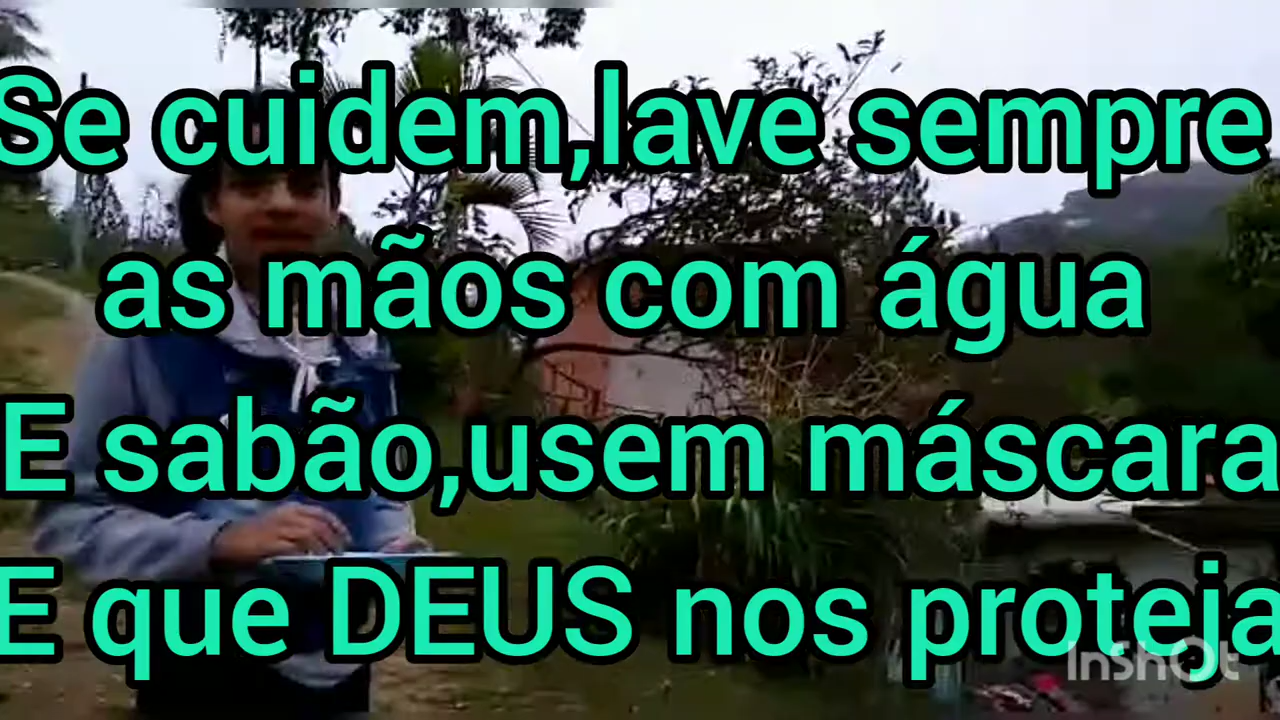 Se cuidem,lave sempre
as mãos com água
E sabão,usem máscara
E que DEUS nos proteja
InShOt